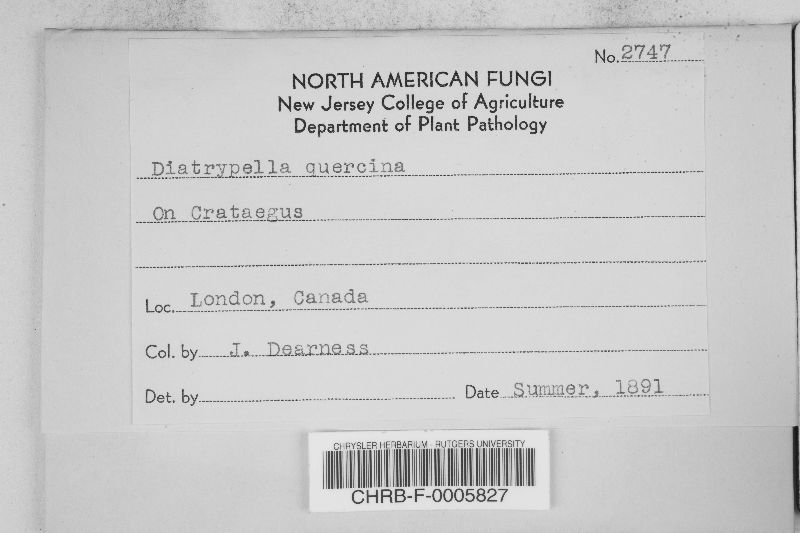 No. 2747
NORTH AMERICAN FUNGI
New Jersey College of Agriculture
Department of Plant Pathology
Diatrypella quercina
On Crataegus
Loc. London, Canada
Col. by J. Dearness
Det. by
Date Summer, 1891
CHRYSLER HERBARIUM - RUTGERS UNIVERSITY
CHRB-F-0005827